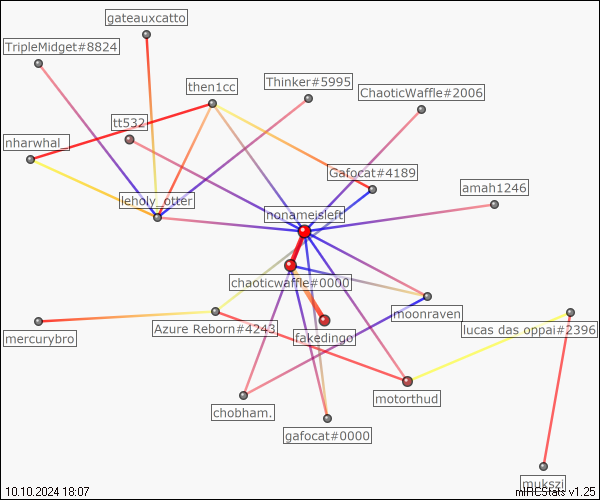 gateauxcatto
TripleMidget#8824
then1cc
Thinker#5995
ChaoticWaffle#2006
tt532
nharwhal_
Gafocat#4189
amah1246
leholy_otter
nonameisleft
chaoticwaffle#0000
moonraven
Azure Reborn#4243
lucas das oppai#2396
mercurybro
fakedingo
motorthud
chobham.
gafocat#0000
mukszi
10.10.2024 18:07
mIRCStats v1.25